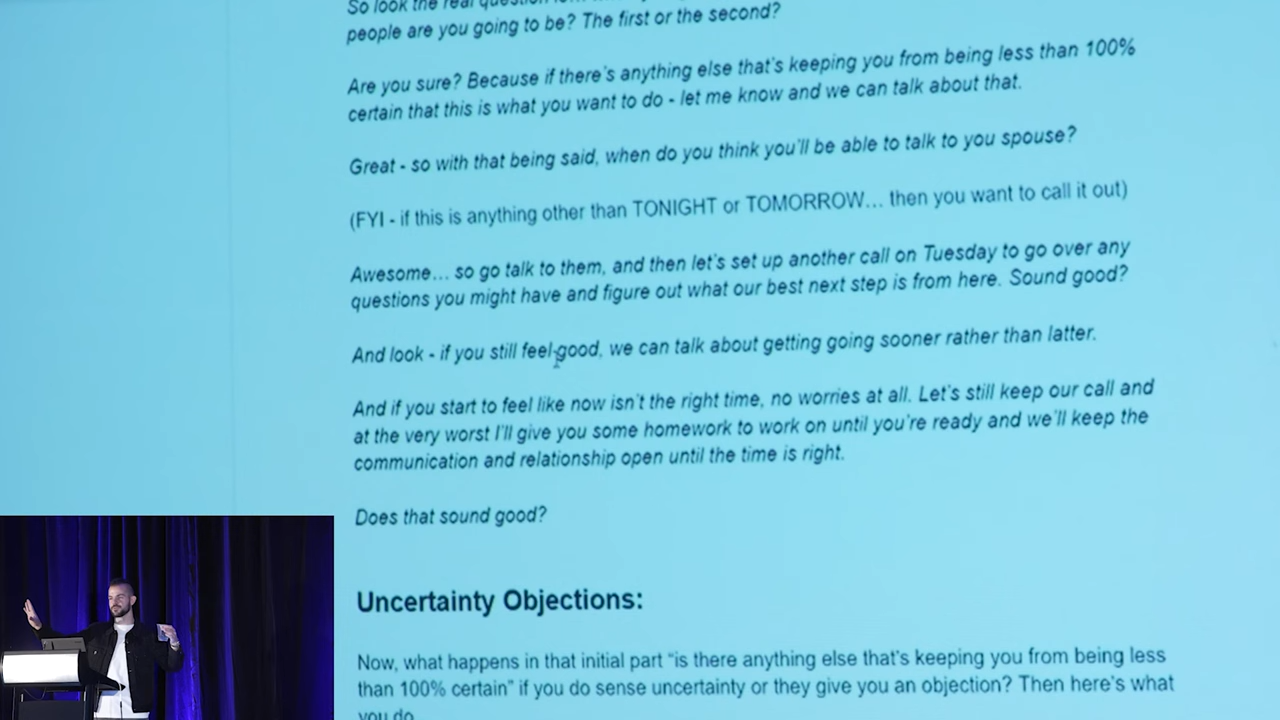 So look the real question
people are you going to be? The first or the second?
Are you sure? Because if there's anything else that's keeping you from being less than 100%
certain that this is what you want to do - let me know and we can talk about that.
Great - so with that being said, when do you think you'll be able to talk to you spouse?
(FYI - if this is anything other than TONIGHT or TOMORROW... then you want to call it out)
Awesome... so go talk to them, and then let's set up another call on Tuesday to go over any
questions you might have and figure out what our best next step is from here. Sound good?
And look - if you still feel good, we can talk about getting going sooner rather than latter.
And if you start to feel like now isn't the right time, no worries at all. Let's still keep our call and
at the very worst I'll give you some homework to work on until you're ready and we'll keep the
communication and relationship open until the time is right.
Does that sound good?
Uncertainty Objections:
Now, what happens in that initial part “is there anything else that's keeping you from being less
than 100% certain” if you do sense uncertainty or they give you an objection? Then here's what
you do